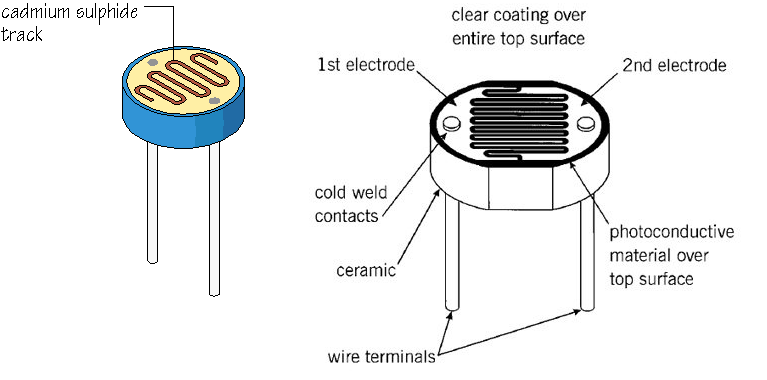 cadmium sulphide
track
clear coating over
entire top surface
1st electrode
2nd electrode
cold weld
contacts
ceramic
photoconductive
material over
top surface
wire terminals